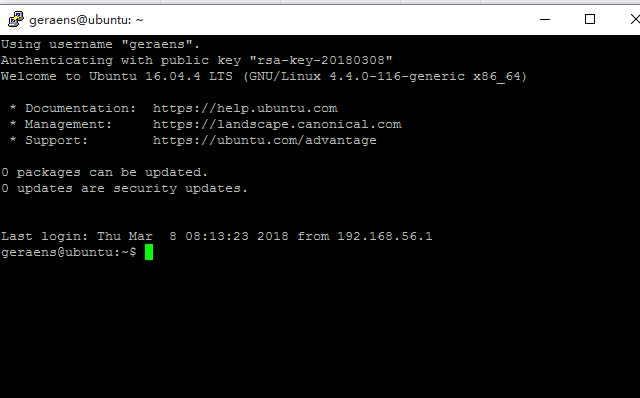 geraens@ubuntu: ~
Using username "geraens".
Authenticating with public key "rsa-key-20180308"
Welcome to Ubuntu 16.04.4 LTS (GNU/Linux 4.4.0-116-generic x86_64)
* Documentation:  https://help.ubuntu.com
* Management:     https://landscape.canonical.com
* Support:        https://ubuntu.com/advantage
0 packages can be updated.
0 updates are security updates.
Last login: Thu Mar  8 08:13:23 2018 from 192.168.56.1
geraens@ubuntu:~$